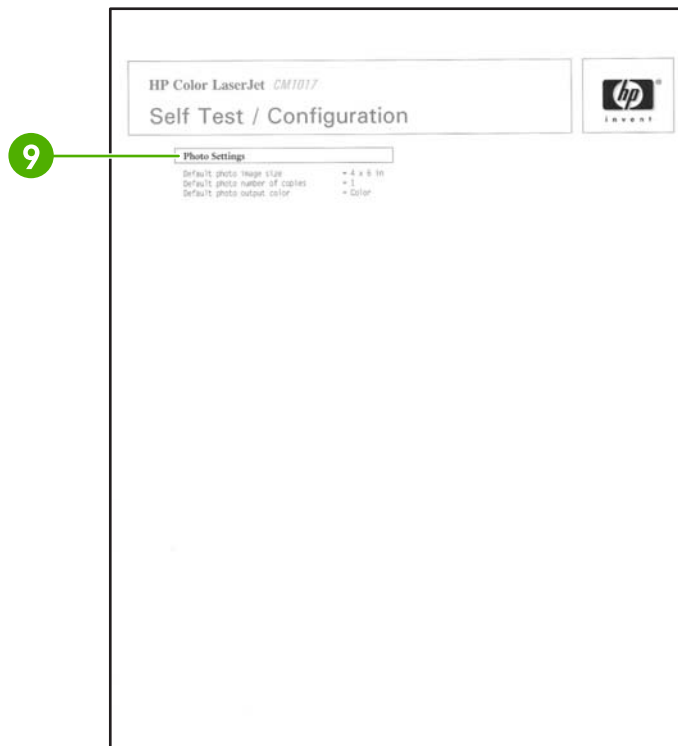 HP Color LaserJet CM1017
Self Test / Configuration
hp
®
invent
9
Photo Settings
Default photo image size = 4 x 6 in
Default photo number of copies = 1
Default photo output color = Color